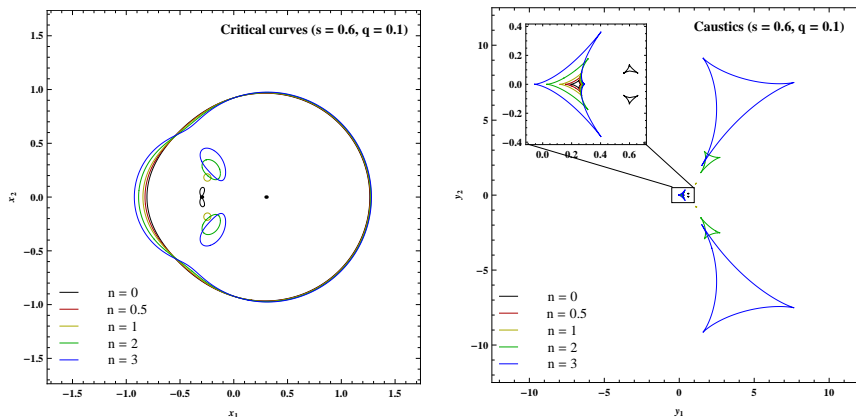 Critical curves (s = 0.6, q = 0.1)
1.5
1.0
0.5
0.0
−0.5
−1.0
−1.5
x₂
n = 0
n = 0.5
n = 1
n = 2
n = 3
−1.5 −1.0 −0.5 0.0 0.5 1.0 1.5
x₁
Caustics (s = 0.6, q = 0.1)
10
5
0
−5
−10
y₂
0.4
0.2
0.0
−0.2
−0.4
0.0 0.2 0.4 0.6 0.8
n = 0
n = 0.5
n = 1
n = 2
n = 3
−10 −5 0 5 10
y₁